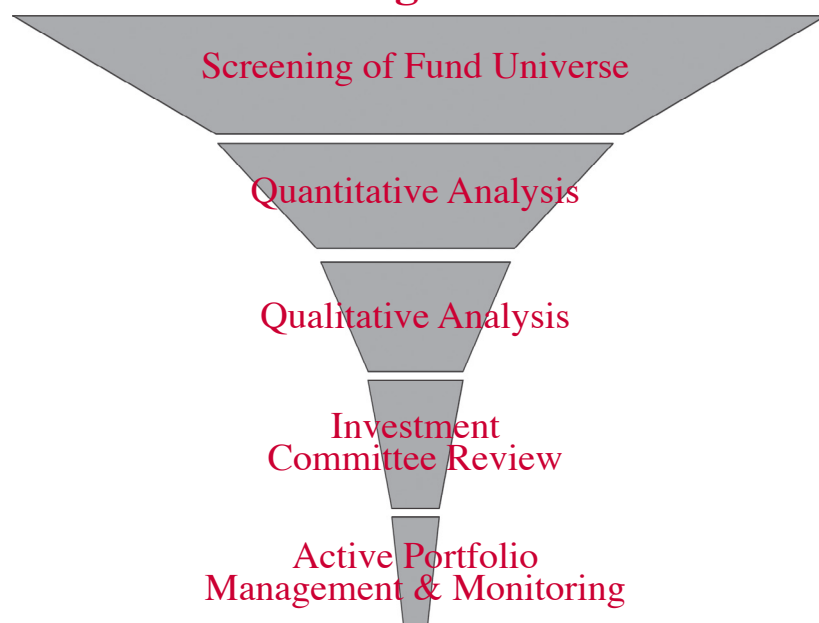 Screening of Fund Universe
Quantitative Analysis
Qualitative Analysis
Investment
Committee Review
Active Portfolio
Management & Monitoring